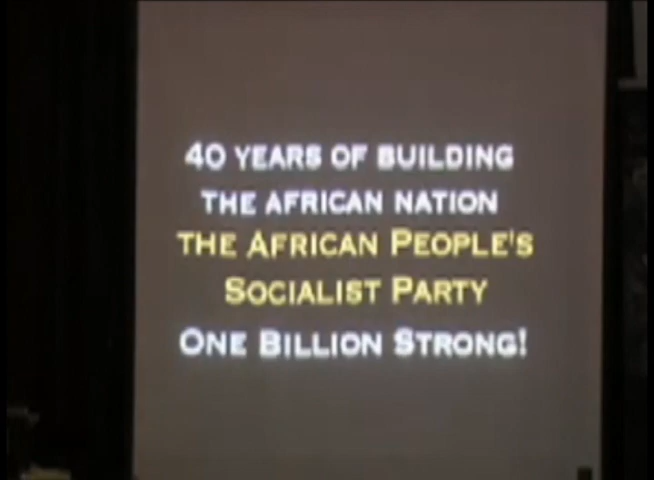 40 YEARS OF BUILDING
THE AFRICAN NATION
THE AFRICAN PEOPLE'S
SOCIALIST PARTY
ONE BILLION STRONG!